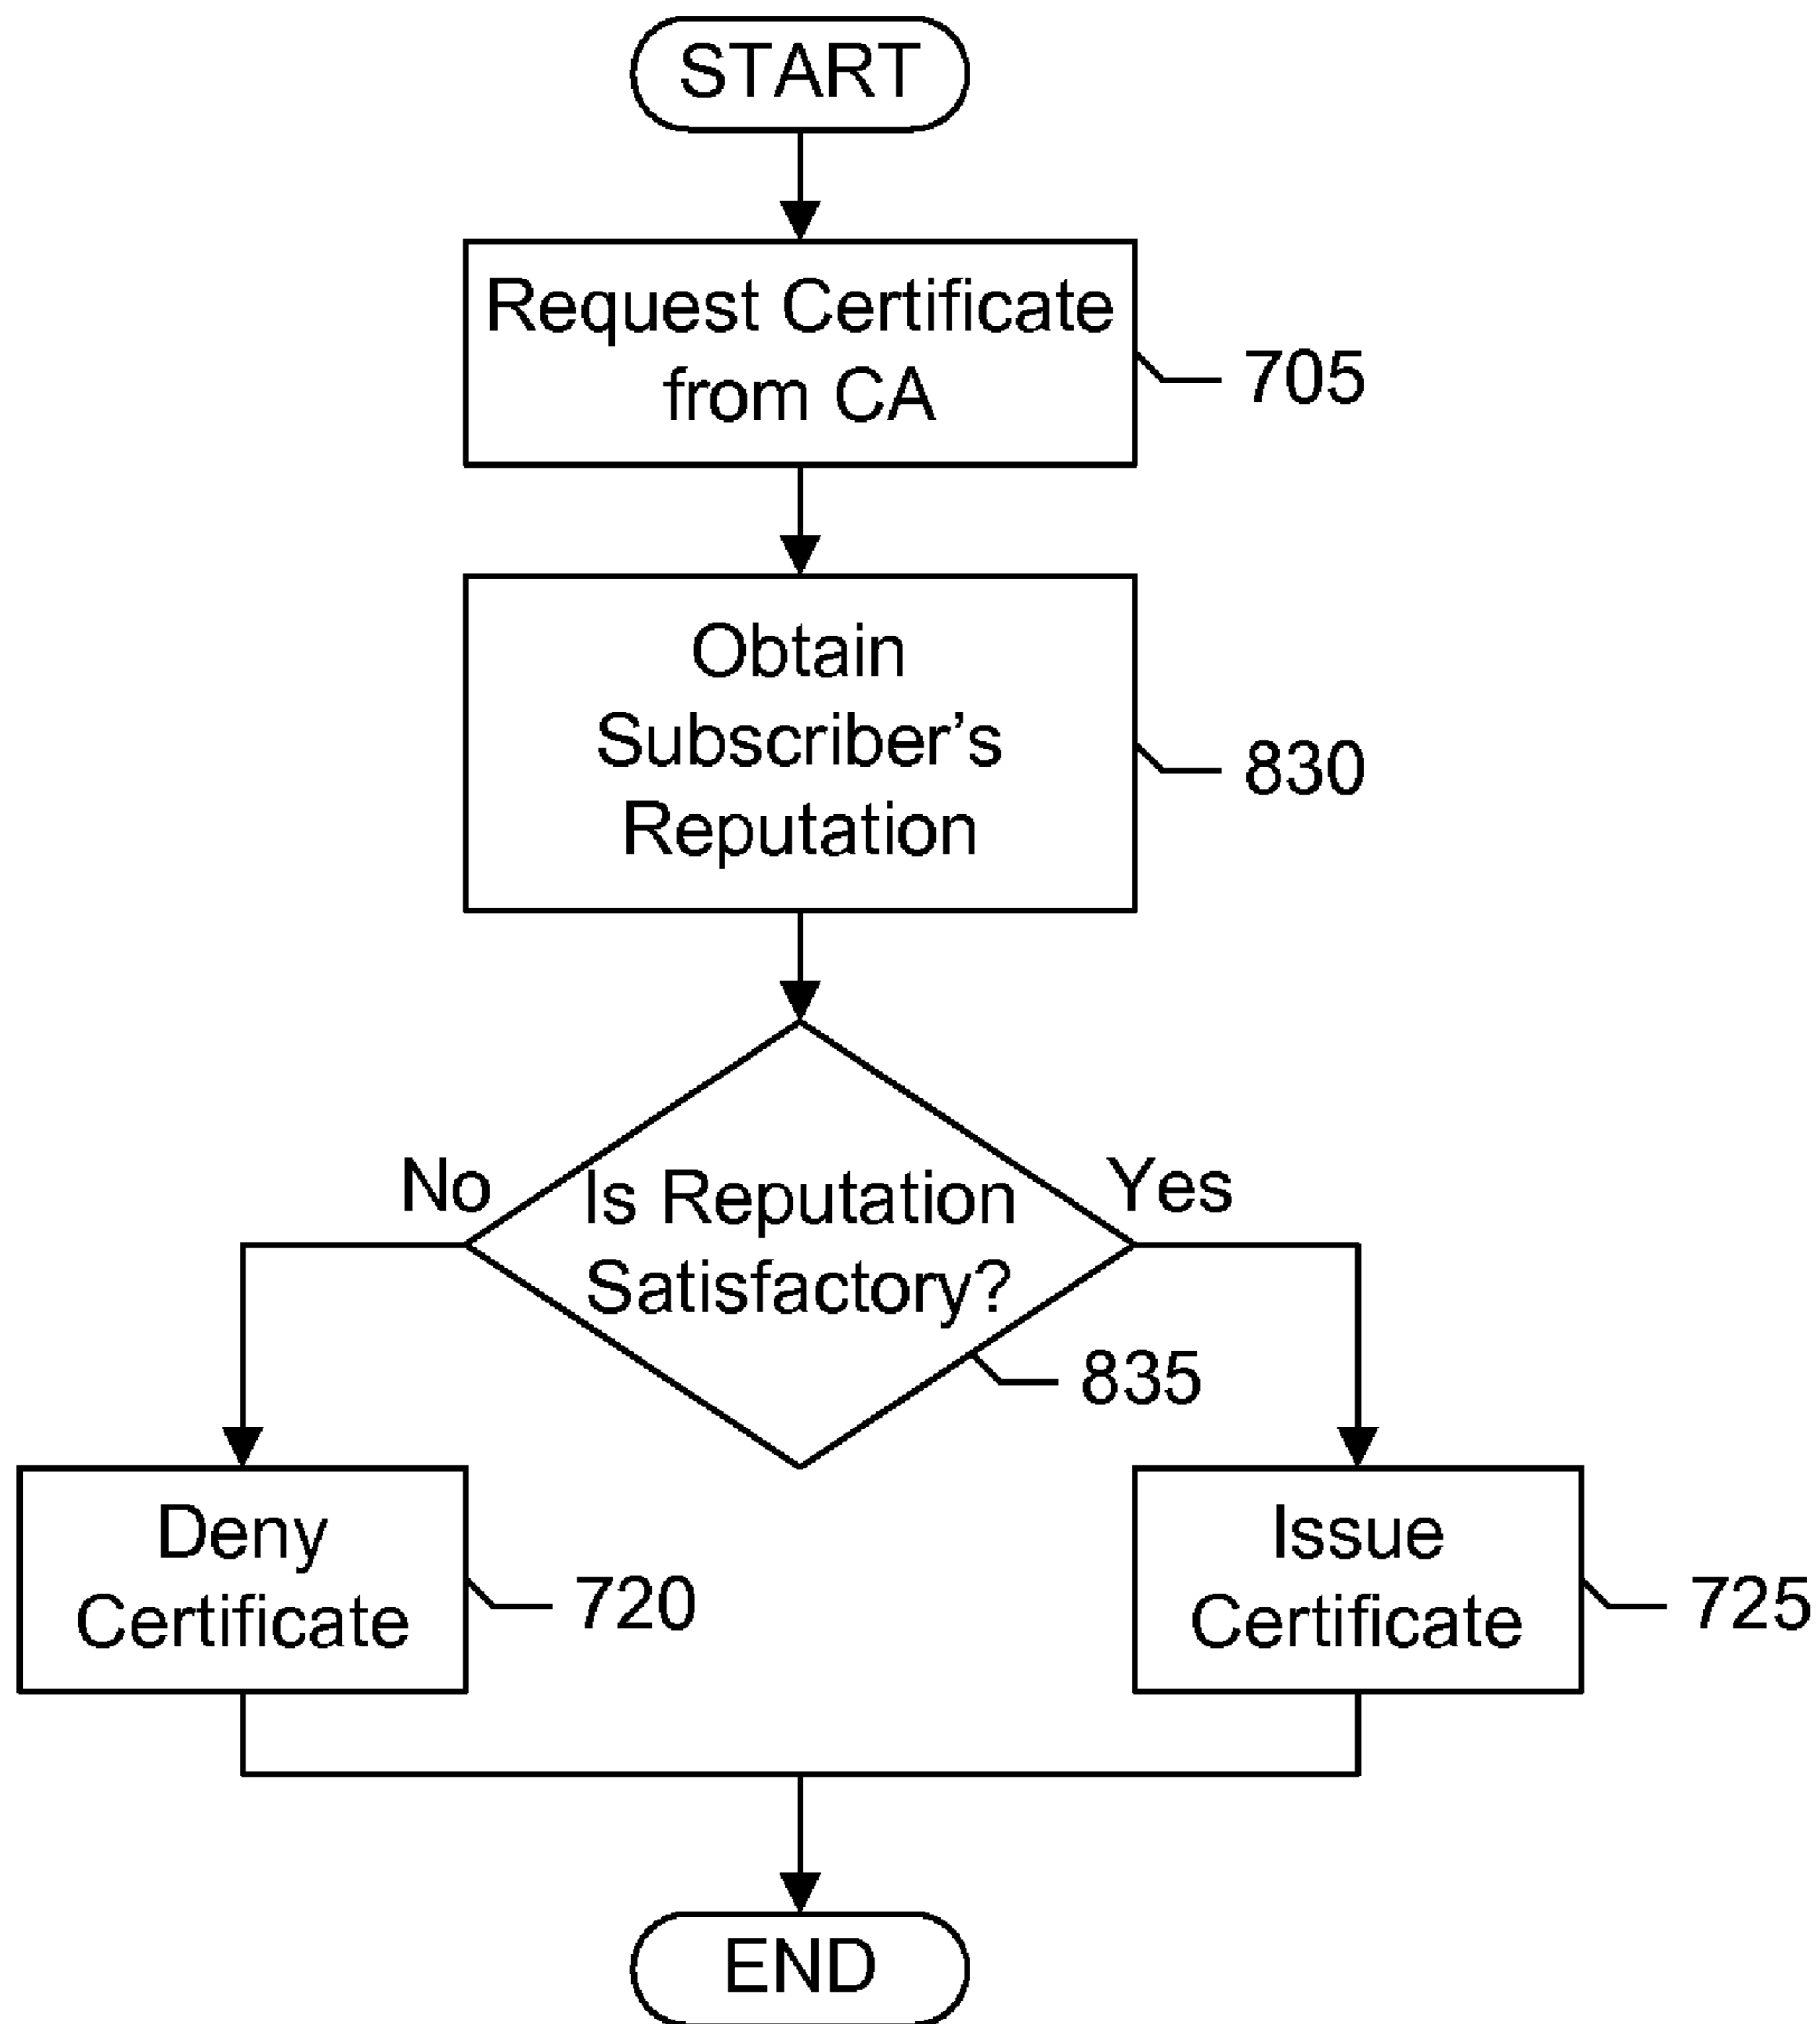 START
Request Certificate
from CA
705
Obtain
Subscriber’s
Reputation
830
No
Is Reputation
Satisfactory?
Yes
835
Deny
Certificate
720
Issue
Certificate
725
END